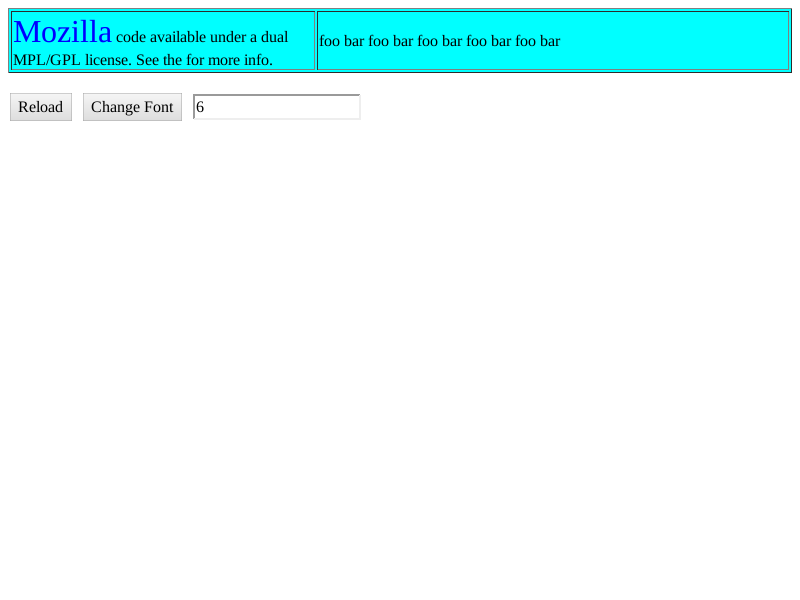 Mozilla code available under a dual
MPL/GPL license. See the for more info.
foo bar foo bar foo bar foo bar foo bar
Reload Change Font 6